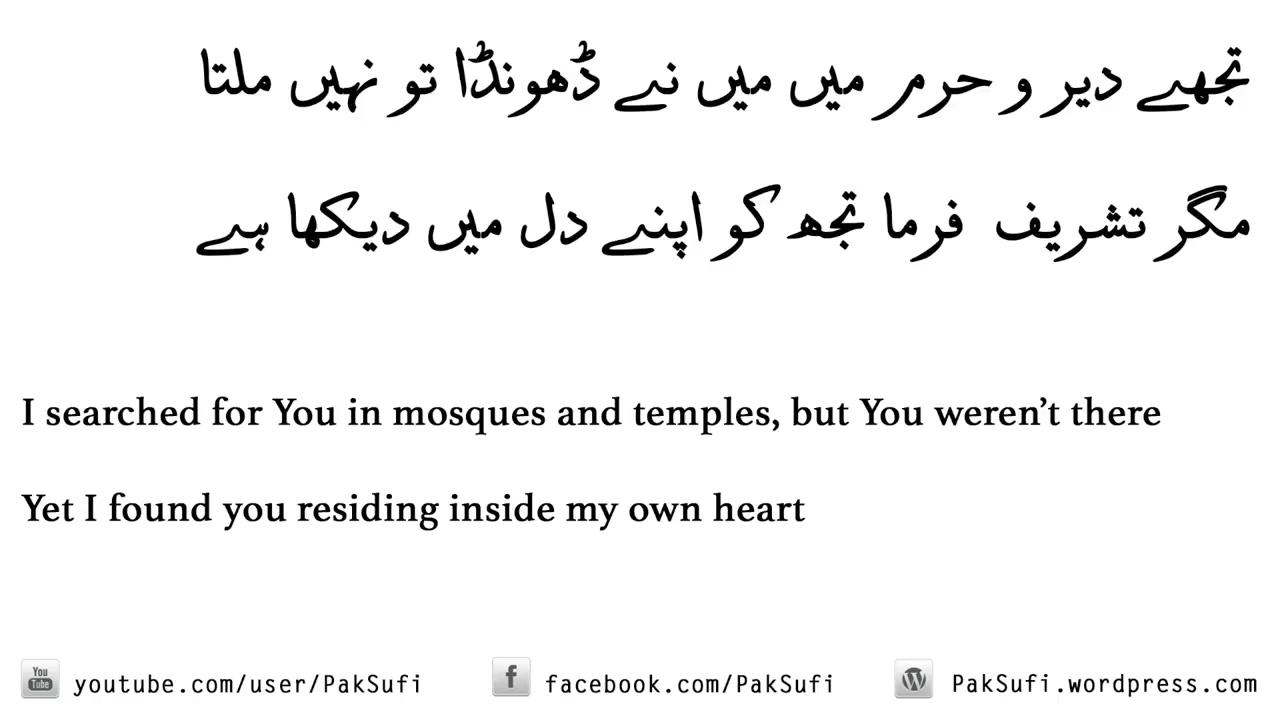 تجھے دیر و حرم میں میں نے ڈھونڈا تو نہیں ملتا
مگر تشریف فرما تجھ کو اپنے دل میں دیکھا ہے
I searched for You in mosques and temples, but You weren’t there
Yet I found you residing inside my own heart
You Tube youtube.com/user/PakSufi f facebook.com/PakSufi W PakSufi.wordpress.com